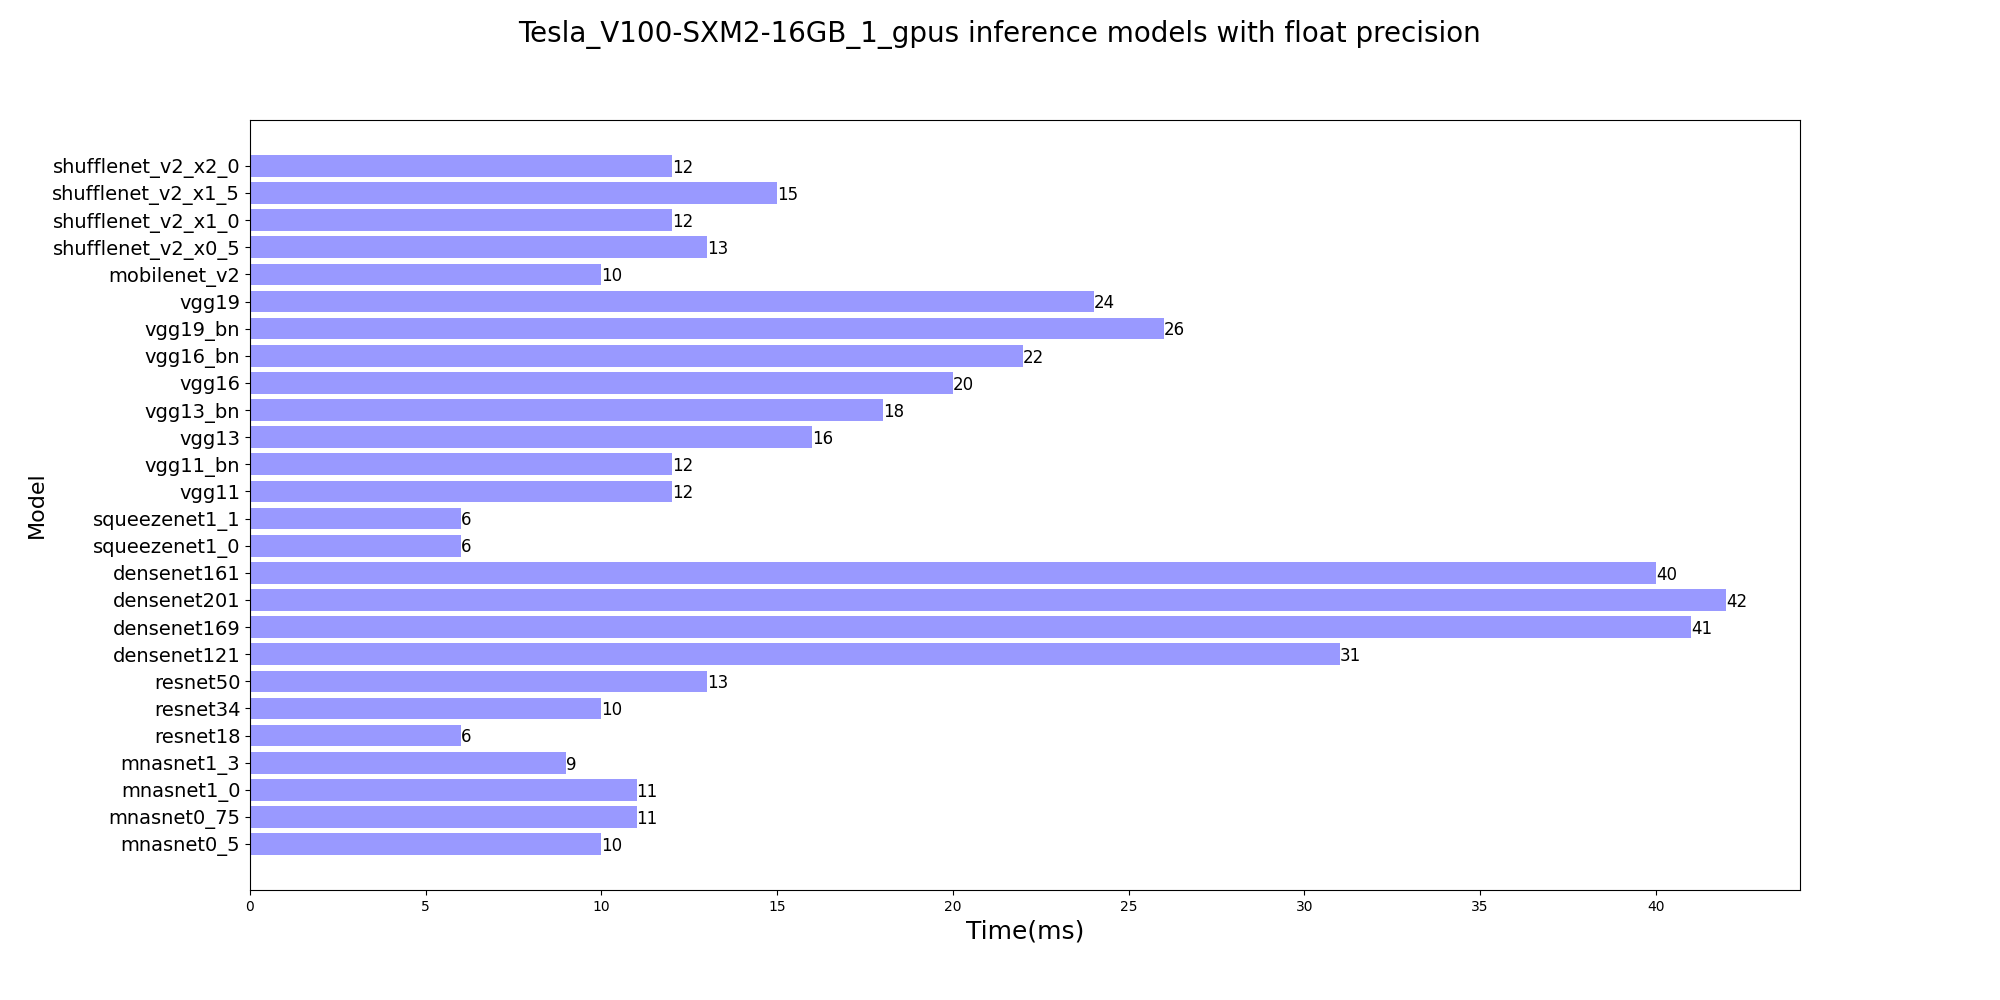 Tesla_V100-SXM2-16GB_1_gpus inference models with float precision
shufflenet_v2_x2_0 12
shufflenet_v2_x1_5 15
shufflenet_v2_x1_0 12
shufflenet_v2_x0_5 13
mobilenet_v2 10
vgg19 24
vgg19_bn 26
vgg16_bn 22
vgg16 20
vgg13_bn 18
vgg13 16
vgg11_bn 12
vgg11 12
squeezenet1_1 6
squeezenet1_0 6
densenet161 40
densenet201 42
densenet169 41
densenet121 31
resnet50 13
resnet34 10
resnet18 6
mnasnet1_3 9
mnasnet1_0 11
mnasnet0_75 11
mnasnet0_5 10
Model
0 5 10 15 20 25 30 35 40
Time(ms)